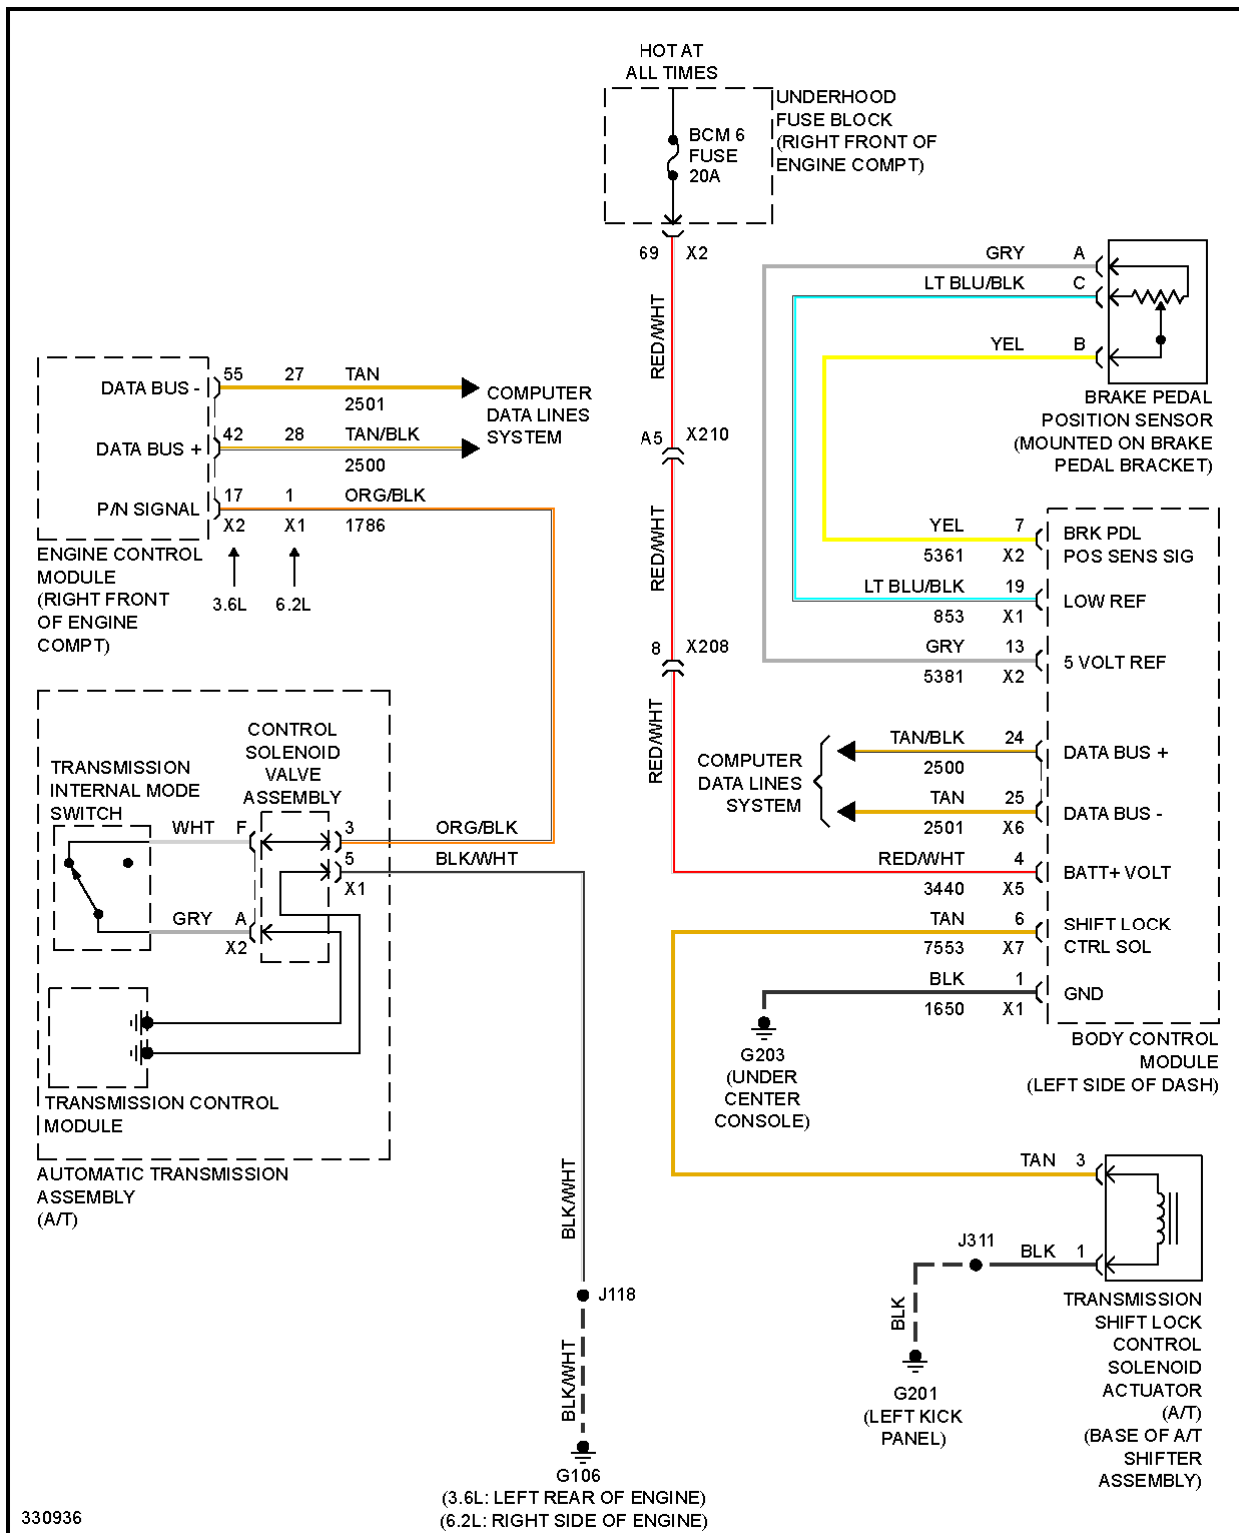 HOT AT
ALL TIMES
UNDERHOOD
FUSE BLOCK
(RIGHT FRONT OF
ENGINE COMPT)
BCM 6
FUSE
20A
69 X2
RED/WHT
A5 X210
RED/WHT
8 X208
RED/WHT
GRY A
LT BLU/BLK C
YEL B
BRAKE PEDAL
POSITION SENSOR
(MOUNTED ON BRAKE
PEDAL BRACKET)
DATA BUS - 55 27 TAN
2501
DATA BUS + 42 28 TAN/BLK
2500
P/N SIGNAL 17 1 ORG/BLK
X2 X1 1786
COMPUTER
DATA LINES
SYSTEM
ENGINE CONTROL
MODULE
(RIGHT FRONT
OF ENGINE
COMPT)
3.6L 6.2L
YEL 7 BRK PDL
5361 X2 POS SENS SIG
LT BLU/BLK 19 LOW REF
853 X1
GRY 13 5 VOLT REF
5381 X2
TAN/BLK 24 DATA BUS +
2500
TAN 25 DATA BUS -
2501 X6
COMPUTER
DATA LINES
SYSTEM
RED/WHT 4 BATT+ VOLT
3440 X5
TAN 6 SHIFT LOCK
7553 X7 CTRL SOL
BLK 1 GND
1650 X1
BODY CONTROL
MODULE
(LEFT SIDE OF DASH)
G203
(UNDER
CENTER
CONSOLE)
CONTROL
SOLENOID
VALVE
ASSEMBLY
TRANSMISSION
INTERNAL MODE
SWITCH
WHT F
3 ORG/BLK
5 BLK/WHT
X1
GRY A
X2
TRANSMISSION CONTROL
MODULE
AUTOMATIC TRANSMISSION
ASSEMBLY
(A/T)
BLK/WHT
J118
BLK/WHT
G106
(3.6L: LEFT REAR OF ENGINE)
(6.2L: RIGHT SIDE OF ENGINE)
TAN 3
J311 BLK 1
BLK
G201
(LEFT KICK
PANEL)
TRANSMISSION
SHIFT LOCK
CONTROL
SOLENOID
ACTUATOR
(A/T)
(BASE OF A/T
SHIFTER
ASSEMBLY)
330936